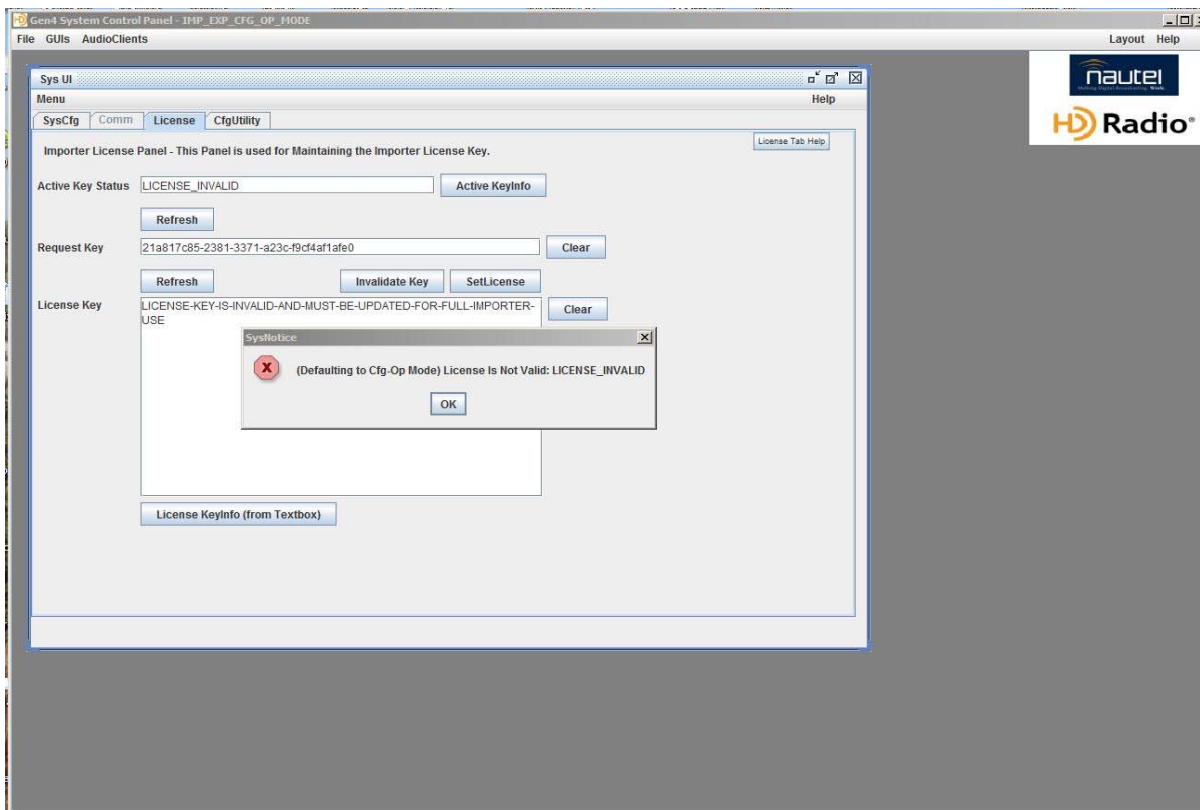 Gen4 System Control Panel - IMP_EXP_CFG_OP_MODE
File GUIs AudioClients Layout Help
nautel
HD Radio
Sys UI
Menu Help
SysCfg Comm License CfgUtility
Importer License Panel - This Panel is used for Maintaining the Importer License Key. License Tab Help
Active Key Status LICENSE_INVALID Active KeyInfo
Refresh
Request Key 21a817c85-2381-3371-a23c-f9cf4af1afe0 Clear
Refresh Invalidate Key SetLicense
License Key LICENSE-KEY-IS-INVALID-AND-MUST-BE-UPDATED-FOR-FULL-IMPORTER- Clear
USE
SysNotice
(Defaulting to Cfg-Op Mode) License Is Not Valid: LICENSE_INVALID
OK
License KeyInfo (from Textbox)